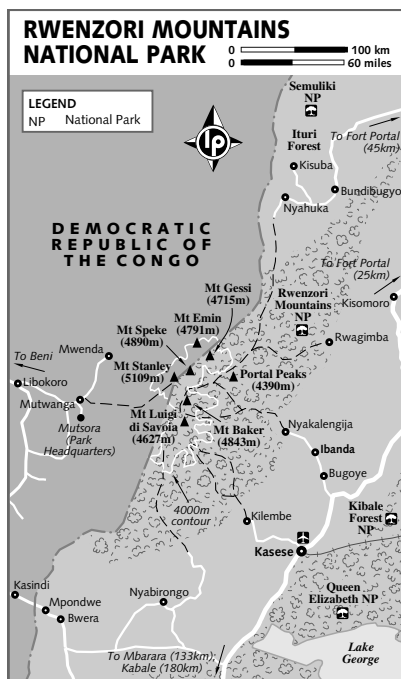 RWENZORI MOUNTAINS
NATIONAL PARK
0 100 km
0 60 miles
LEGEND
NP National Park
lp
Semuliki
NP
To Fort Portal
(45km)
Ituri
Forest
Kisuba
Bundibugyo
Nyahuka
DEMOCRATIC
REPUBLIC OF
THE CONGO
To Fort Portal
(25km)
Mt Gessi
(4715m)
Rwenzori
Mountains
NP
Kisomoro
Mt Emin
(4791m)
Mt Speke
(4890m)
Rwagimba
To Beni
Mwenda
Mt Stanley
(5109m)
Portal Peaks
(4390m)
Libokoro
Mutwanga
Mutsora
(Park
Headquarters)
Mt Luigi
di Savoia
(4627m)
Mt Baker
(4843m)
Nyakalengija
Ibanda
Bugoye
4000m
contour
Kilembe
Kibale
Forest
NP
Kasese
Kasindi
Nyabirongo
Queen
Elizabeth NP
Mpondwe
Bwera
To Mbarara (133km);
Kabale (180km)
Lake
George